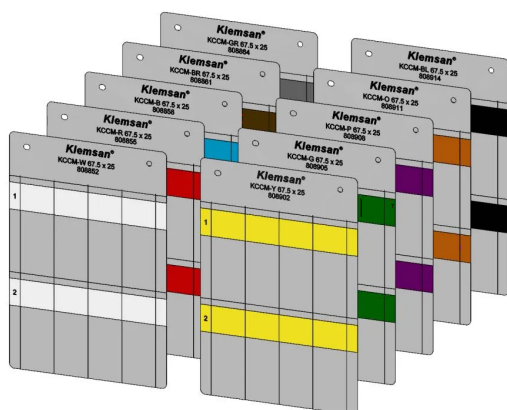 Klemsan®
KCCM-GR 67.5 x 25
808864
Klemsan®
KCCM-BR 67.5 x 25
808861
Klemsan®
KCCM-B 67.5 x 25
808858
Klemsan®
KCCM-R 67.5 x 25
808855
Klemsan®
KCCM-W 67.5 x 25
808852
1
2
Klemsan®
KCCM-BL 67.5 x 25
808914
Klemsan®
KCCM-O 67.5 x 25
808911
Klemsan®
KCCM-P 67.5 x 25
808908
Klemsan®
KCCM-G 67.5 x 25
808905
Klemsan®
KCCM-Y 67.5 x 25
808902
1
2